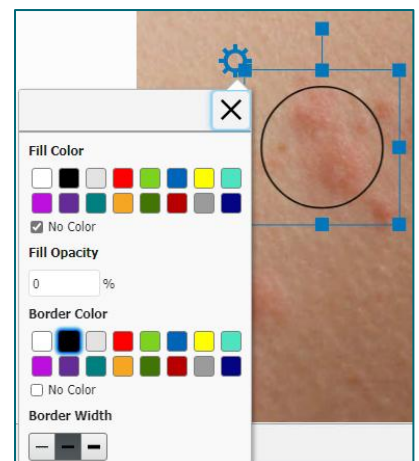 Fill Color
No Color
Fill Opacity
0 %
Border Color
No Color
Border Width